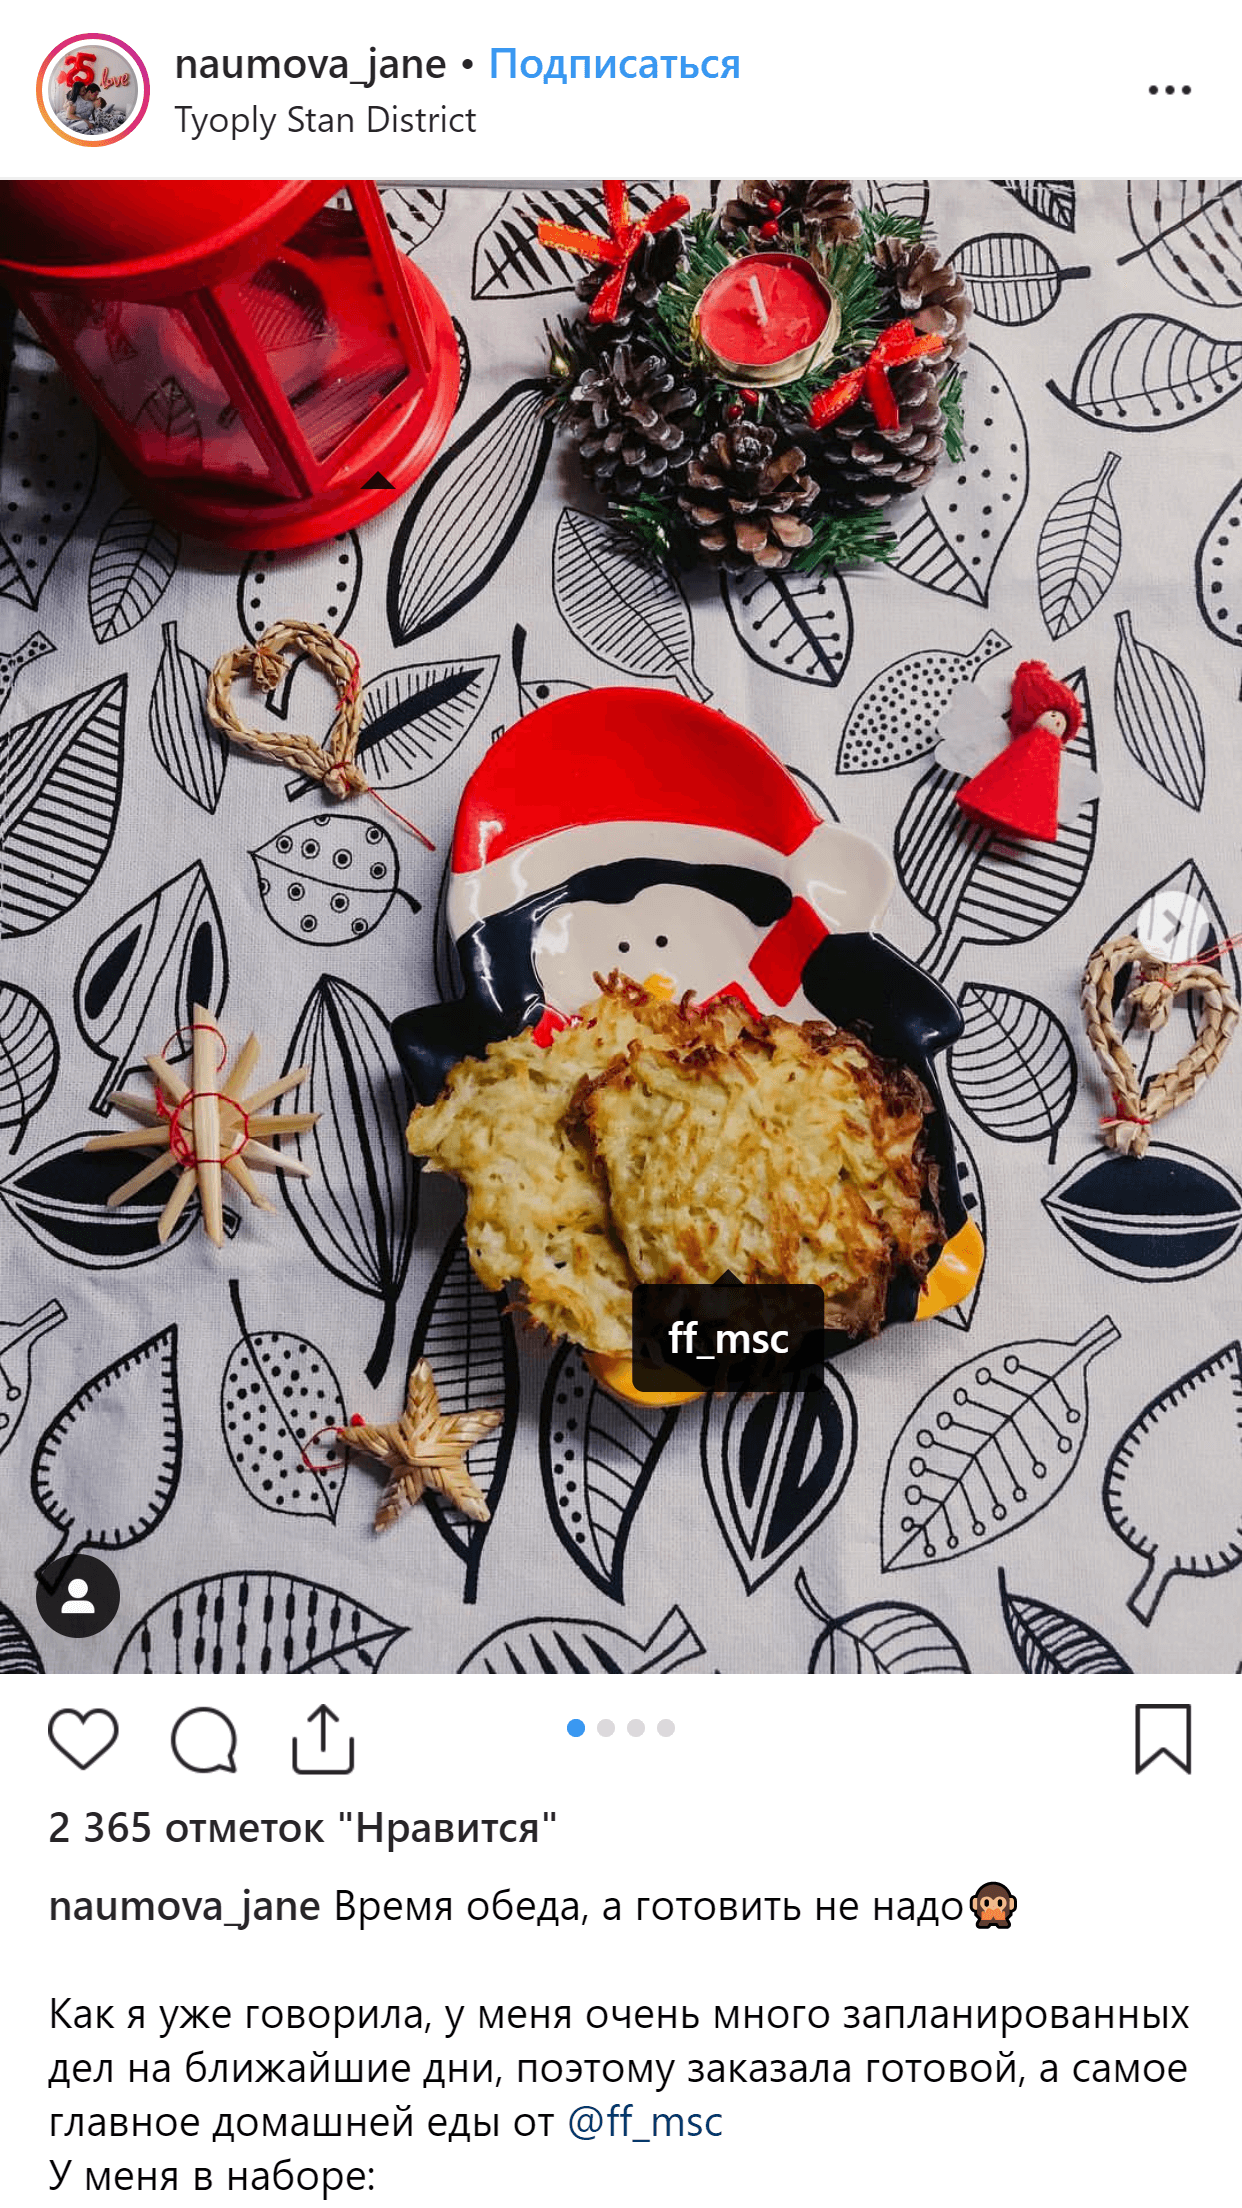 naumova_jane • Подписаться
Tyoply Stan District
25
love
ff_msc
2 365 отметок "Нравится"
naumova_jane Время обеда, а готовить не надо🙊
Как я уже говорила, у меня очень много запланированных
дел на ближайшие дни, поэтому заказала готовой, а самое
главное домашней еды от @ff_msc
У меня в наборе: